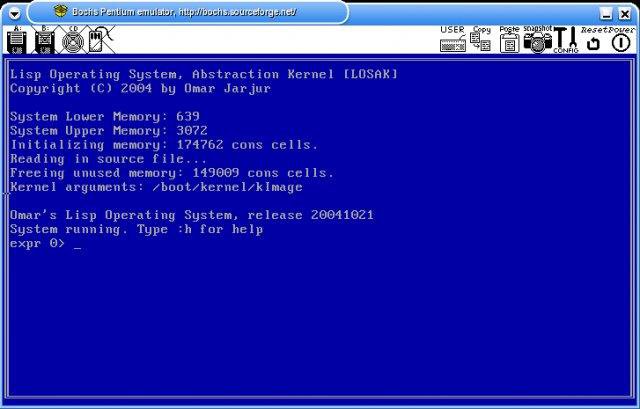 Bochs Pentium emulator, http://bochs.sourceforge.net/
A: B: CD USER Copy Paste snapshot CONFIG Reset Power
Lisp Operating System, Abstraction Kernel [LOSAK]
Copyright (C) 2004 by Omar Jarjur
System Lower Memory: 639
System Upper Memory: 3072
Initializing memory: 174762 cons cells.
Reading in source file...
Freeing unused memory: 149009 cons cells.
Kernel arguments: /boot/kernel/kImage
Omar's Lisp Operating System, release 20041021
System running. Type :h for help
expr 0> _